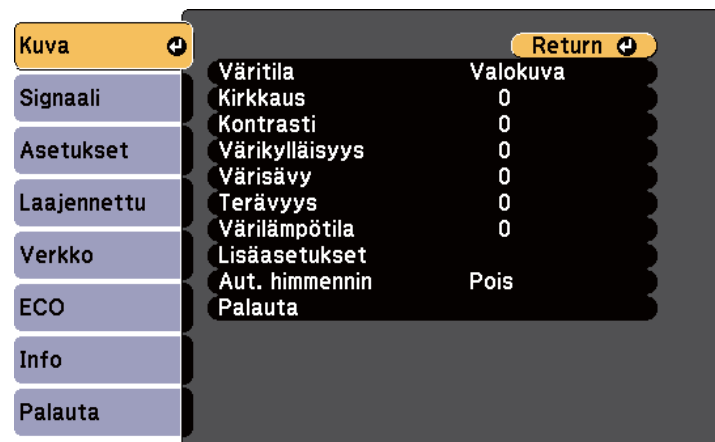 Kuva
Signaali
Asetukset
Laajennettu
Verkko
ECO
Info
Palauta
Return
Väritila Valokuva
Kirkkaus 0
Kontrasti 0
Värikylläisyys 0
Värisävy 0
Terävyys 0
Värilämpötila 0
Lisäasetukset
Aut. himmennin Pois
Palauta